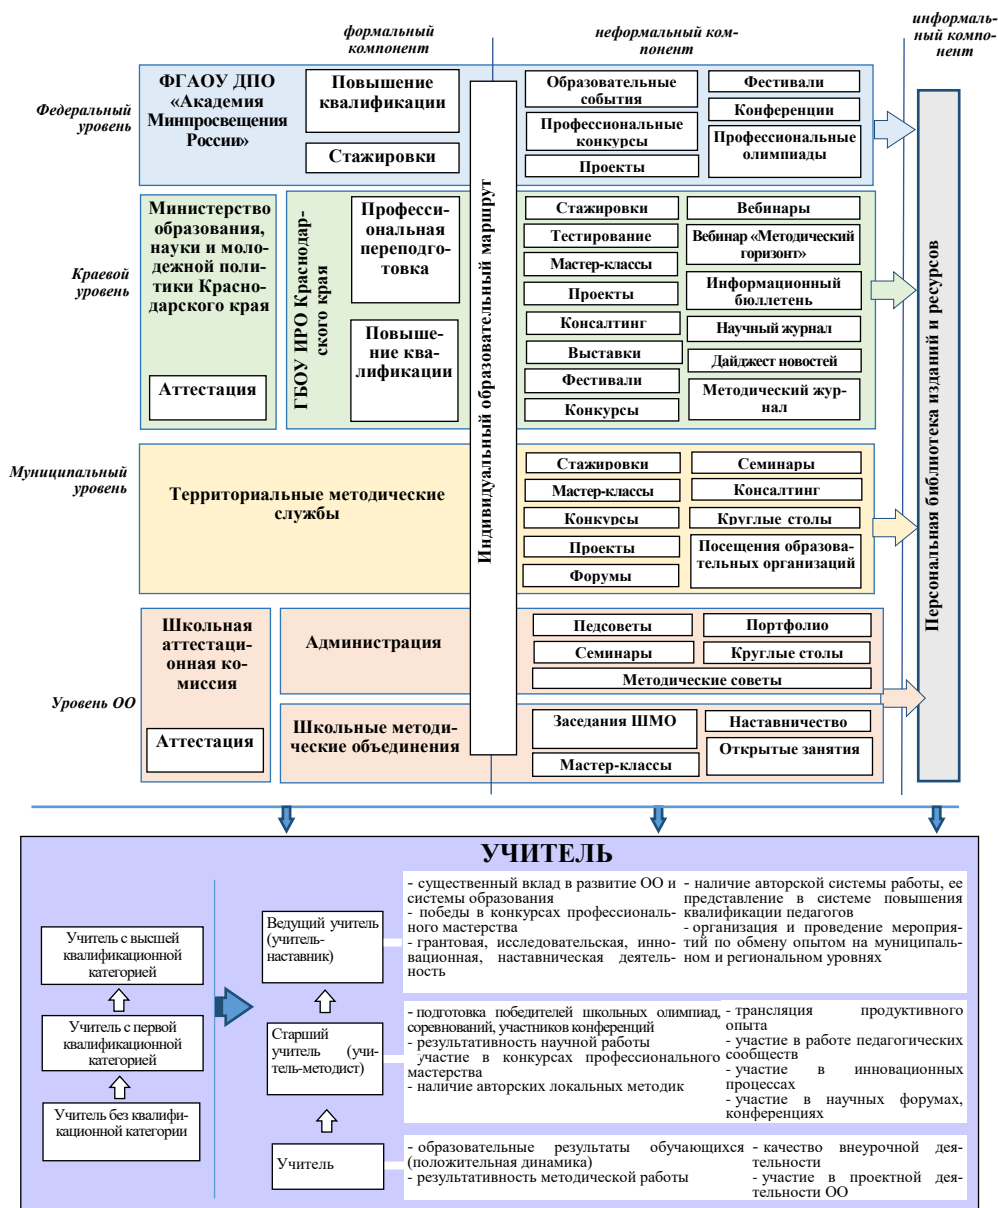 формальный
компонент
неформальный ком-
понент
информаль-
ный компо-
нент
Федеральный
уровень
ФГАОУ ДПО
«Академия
Минпросвещения
России»
Повышение
квалификации
Стажировки
Образовательные
события
Профессиональные
конкурсы
Проекты
Фестивали
Конференции
Профессиональные
олимпиады
Краевой
уровень
Министерство
образования,
науки и моло-
дежной поли-
тики Красно-
дарского края
Аттестация
ГБОУ ИРО Краснодар-
ского края
Профессио-
нальная
переподго-
товка
Повыше-
ние ква-
лификации
Индивидуальный образовательный маршрут
Стажировки
Тестирование
Мастер-классы
Проекты
Консалтинг
Выставки
Фестивали
Конкурсы
Вебинары
Вебинар «Методический
горизонт»
Информационный
бюллетень
Научный журнал
Дайджест новостей
Методический жур-
нал
Персональная библиотека изданий и ресурсов
Муниципальный
уровень
Территориальные методические
службы
Стажировки
Мастер-классы
Конкурсы
Проекты
Форумы
Семинары
Консалтинг
Круглые столы
Посещения образова-
тельных организаций
Уровень ОО
Школьная
аттестаци-
онная ко-
миссия
Аттестация
Администрация
Педсоветы
Семинары
Портфолио
Круглые столы
Методические советы
Школьные методи-
ческие объединения
Заседания ШМО
Мастер-классы
Наставничество
Открытые занятия
УЧИТЕЛЬ
Учитель с высшей
квалификационной
категорией
Учитель с первой
квалификационной
категорией
Учитель без квалифи-
кационной категории
Ведущий учитель
(учитель-
наставник)
- существенный вклад в развитие ОО и
системы образования
- победы в конкурсах профессиональ-
ного мастерства
- грантовая, исследовательская, инно-
вационная, наставническая деятель-
ность
- наличие авторской системы работы, ее
представление в системе повышения
квалификации педагогов
- организация и проведение мероприя-
тий по обмену опытом на муниципаль-
ном и региональном уровнях
Старший
учитель (учи-
тель-методист)
- подготовка победителей школьных олимпиад,
соревнований, участников конференций
- результативность научной работы
- участие в конкурсах профессионального
мастерства
- наличие авторских локальных методик
- трансляция продуктивного
опыта
- участие в работе педагогических
сообществ
- участие в инновационных
процессах
- участие в научных форумах,
конференциях
Учитель
- образовательные результаты обучающихся
(положительная динамика)
- результативность методической работы
- качество внеурочной дея-
тельности
- участие в проектной дея-
тельности ОО